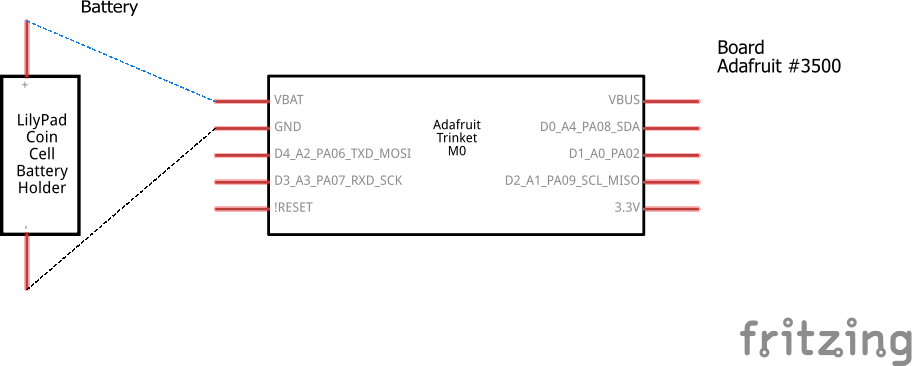 Battery
Board
Adafruit #3500
+
LilyPad
Coin
Cell
Battery
Holder
-
Adafruit
Trinket
M0
VBAT
GND
D4_A2_PA06_TXD_MOSI
D3_A3_PA07_RXD_SCK
!RESET
VBUS
D0_A4_PA08_SDA
D1_A0_PA02
D2_A1_PA09_SCL_MISO
3.3V
fritzing